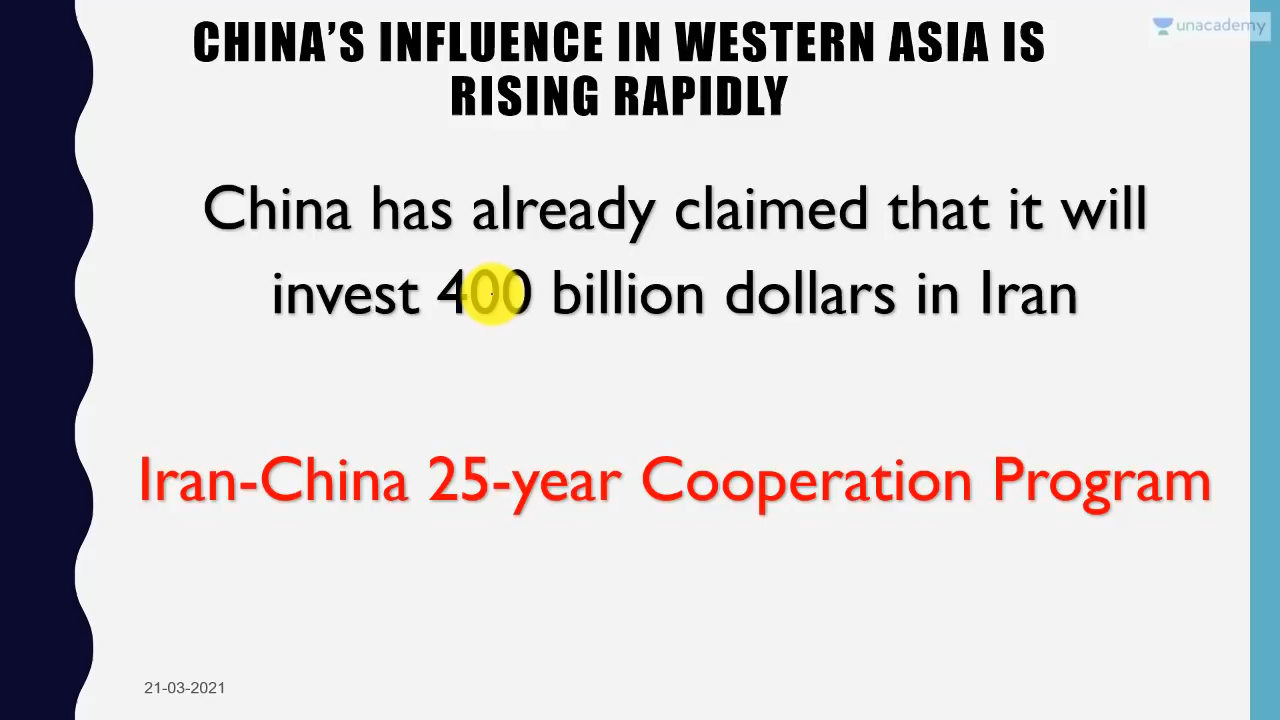 CHINA'S INFLUENCE IN WESTERN ASIA IS
RISING RAPIDLY
unacademy
China has already claimed that it will
invest 400 billion dollars in Iran
Iran-China 25-year Cooperation Program
21-03-2021